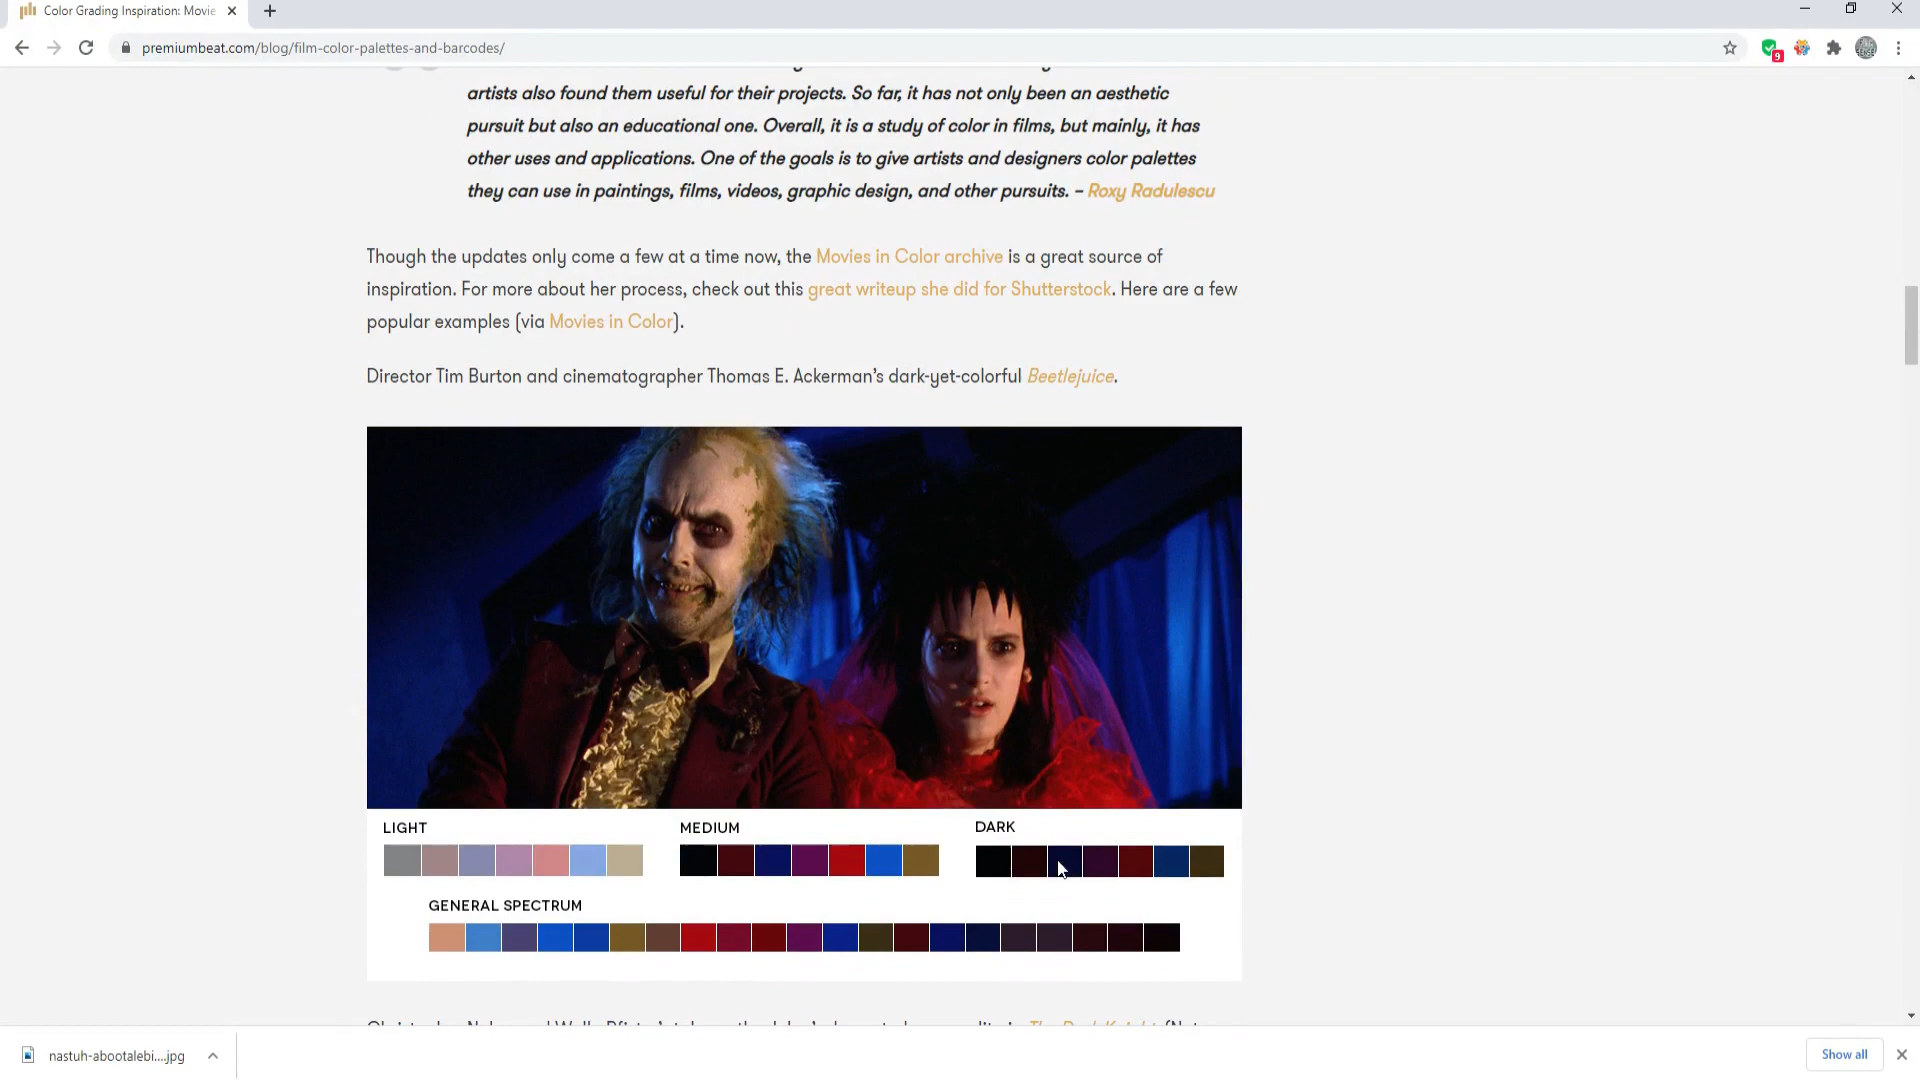 Color Grading Inspiration: Movie
premiumbeat.com/blog/film-color-palettes-and-barcodes/
9
artists also found them useful for their projects. So far, it has not only been an aesthetic
pursuit but also an educational one. Overall, it is a study of color in films, but mainly, it has
other uses and applications. One of the goals is to give artists and designers color palettes
they can use in paintings, films, videos, graphic design, and other pursuits. – Roxy Radulescu
Though the updates only come a few at a time now, the Movies in Color archive is a great source of
inspiration. For more about her process, check out this great writeup she did for Shutterstock. Here are a few
popular examples (via Movies in Color).
Director Tim Burton and cinematographer Thomas E. Ackerman's dark-yet-colorful Beetlejuice.
LIGHT
MEDIUM
DARK
GENERAL SPECTRUM
nastuh-abootalebi....jpg
Show all